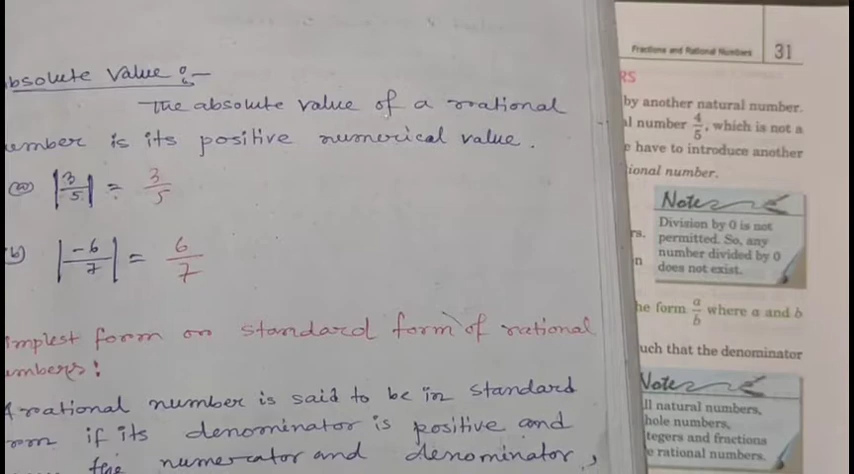 bsolute Value :-
The absolute value of a rational
umber is its positive numerical value.
(a) |3/5| = 3/5
b) |-6/7| = 6/7
implest form or standard form of rational
umbers:
A rational number is said to be in standard
orm if its denominator is positive and
the numerator and denominator,
Fractions and Rational Numbers 31
RS
by another natural number.
al number 4/5, which is not a
e have to introduce another
tional number.
Note
Division by 0 is not
permitted. So, any
number divided by 0
does not exist.
rs.
n
he form a/b where a and b
uch that the denominator
Note
ll natural numbers,
hole numbers,
tegers and fractions
e rational numbers.